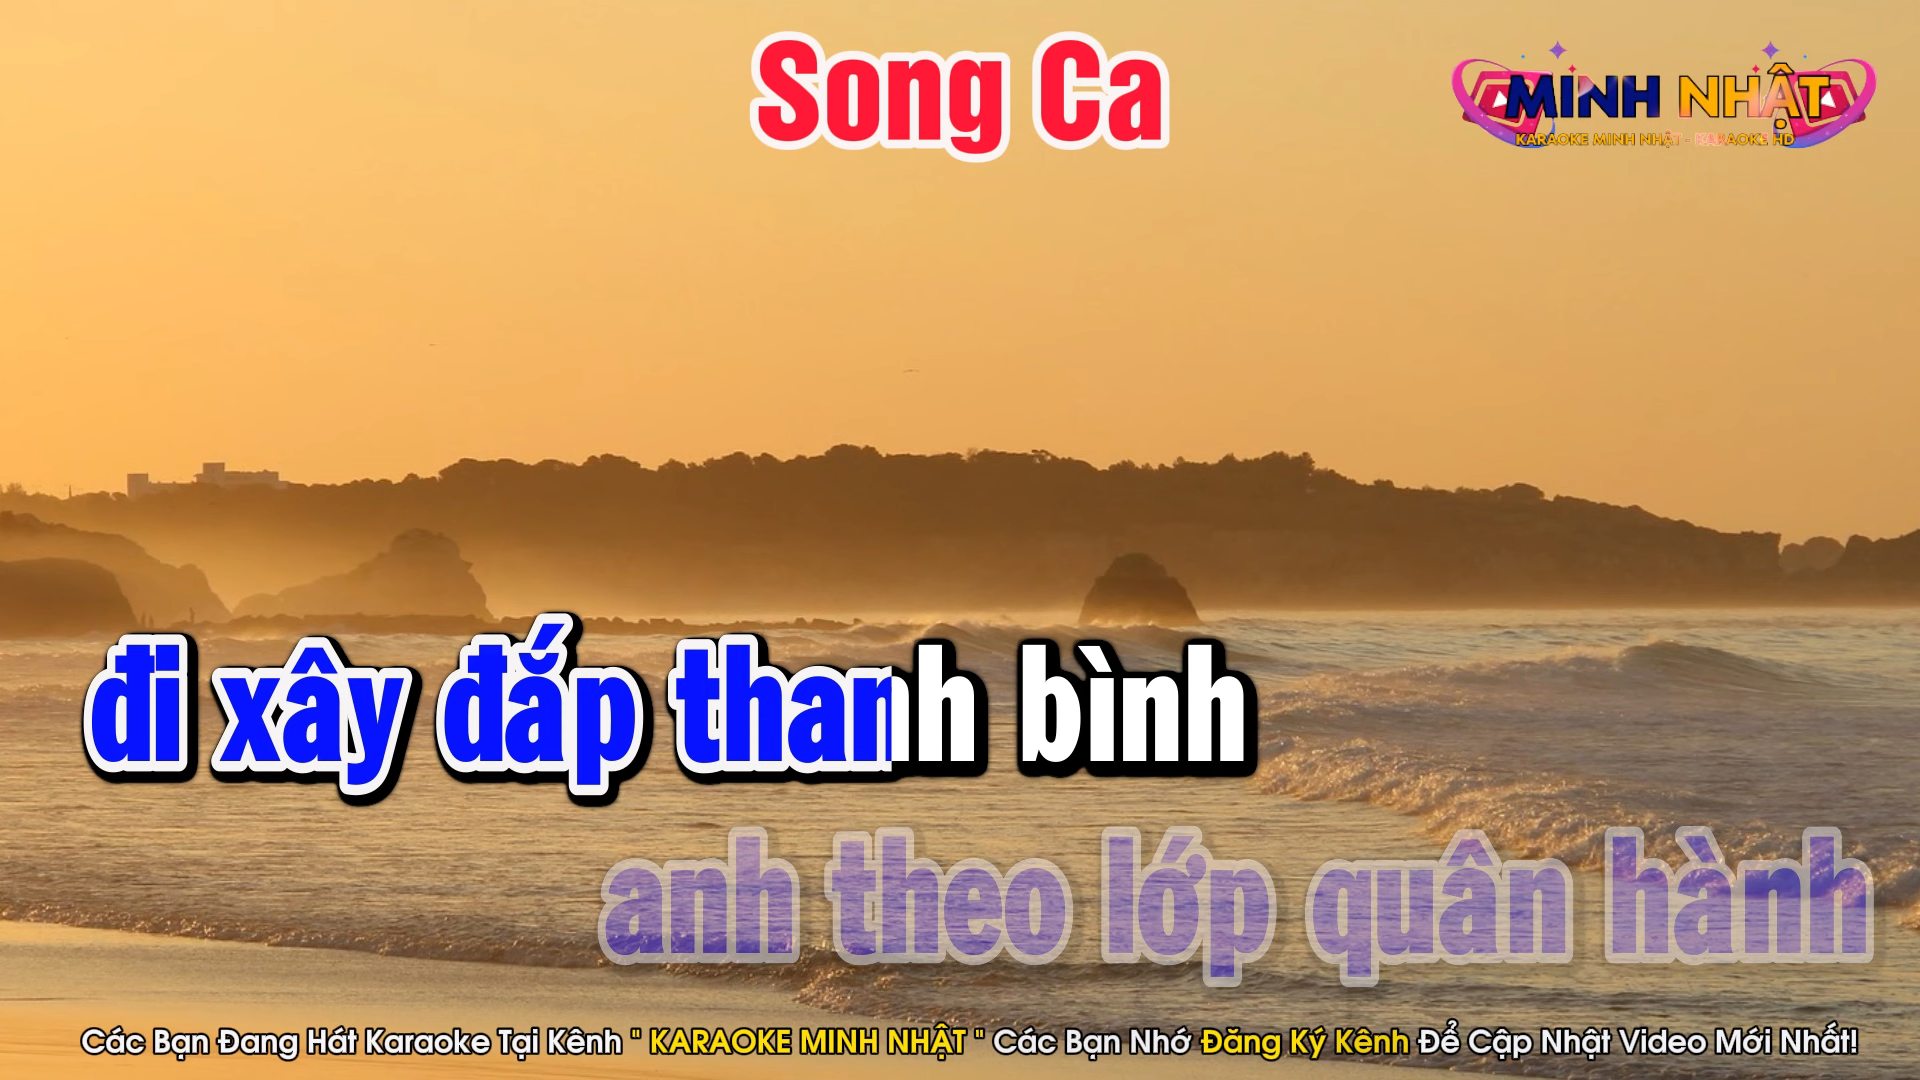 Song Ca
MINH NHẬT
KARAOKE MINH NHẬT - KARAOKE HD
đi xây đắp thanh bình
anh theo lớp quân hành
Các Bạn Đang Hát Karaoke Tại Kênh " KARAOKE MINH NHẬT " Các Bạn Nhớ Đăng Ký Kênh Để Cập Nhật Video Mới Nhất!